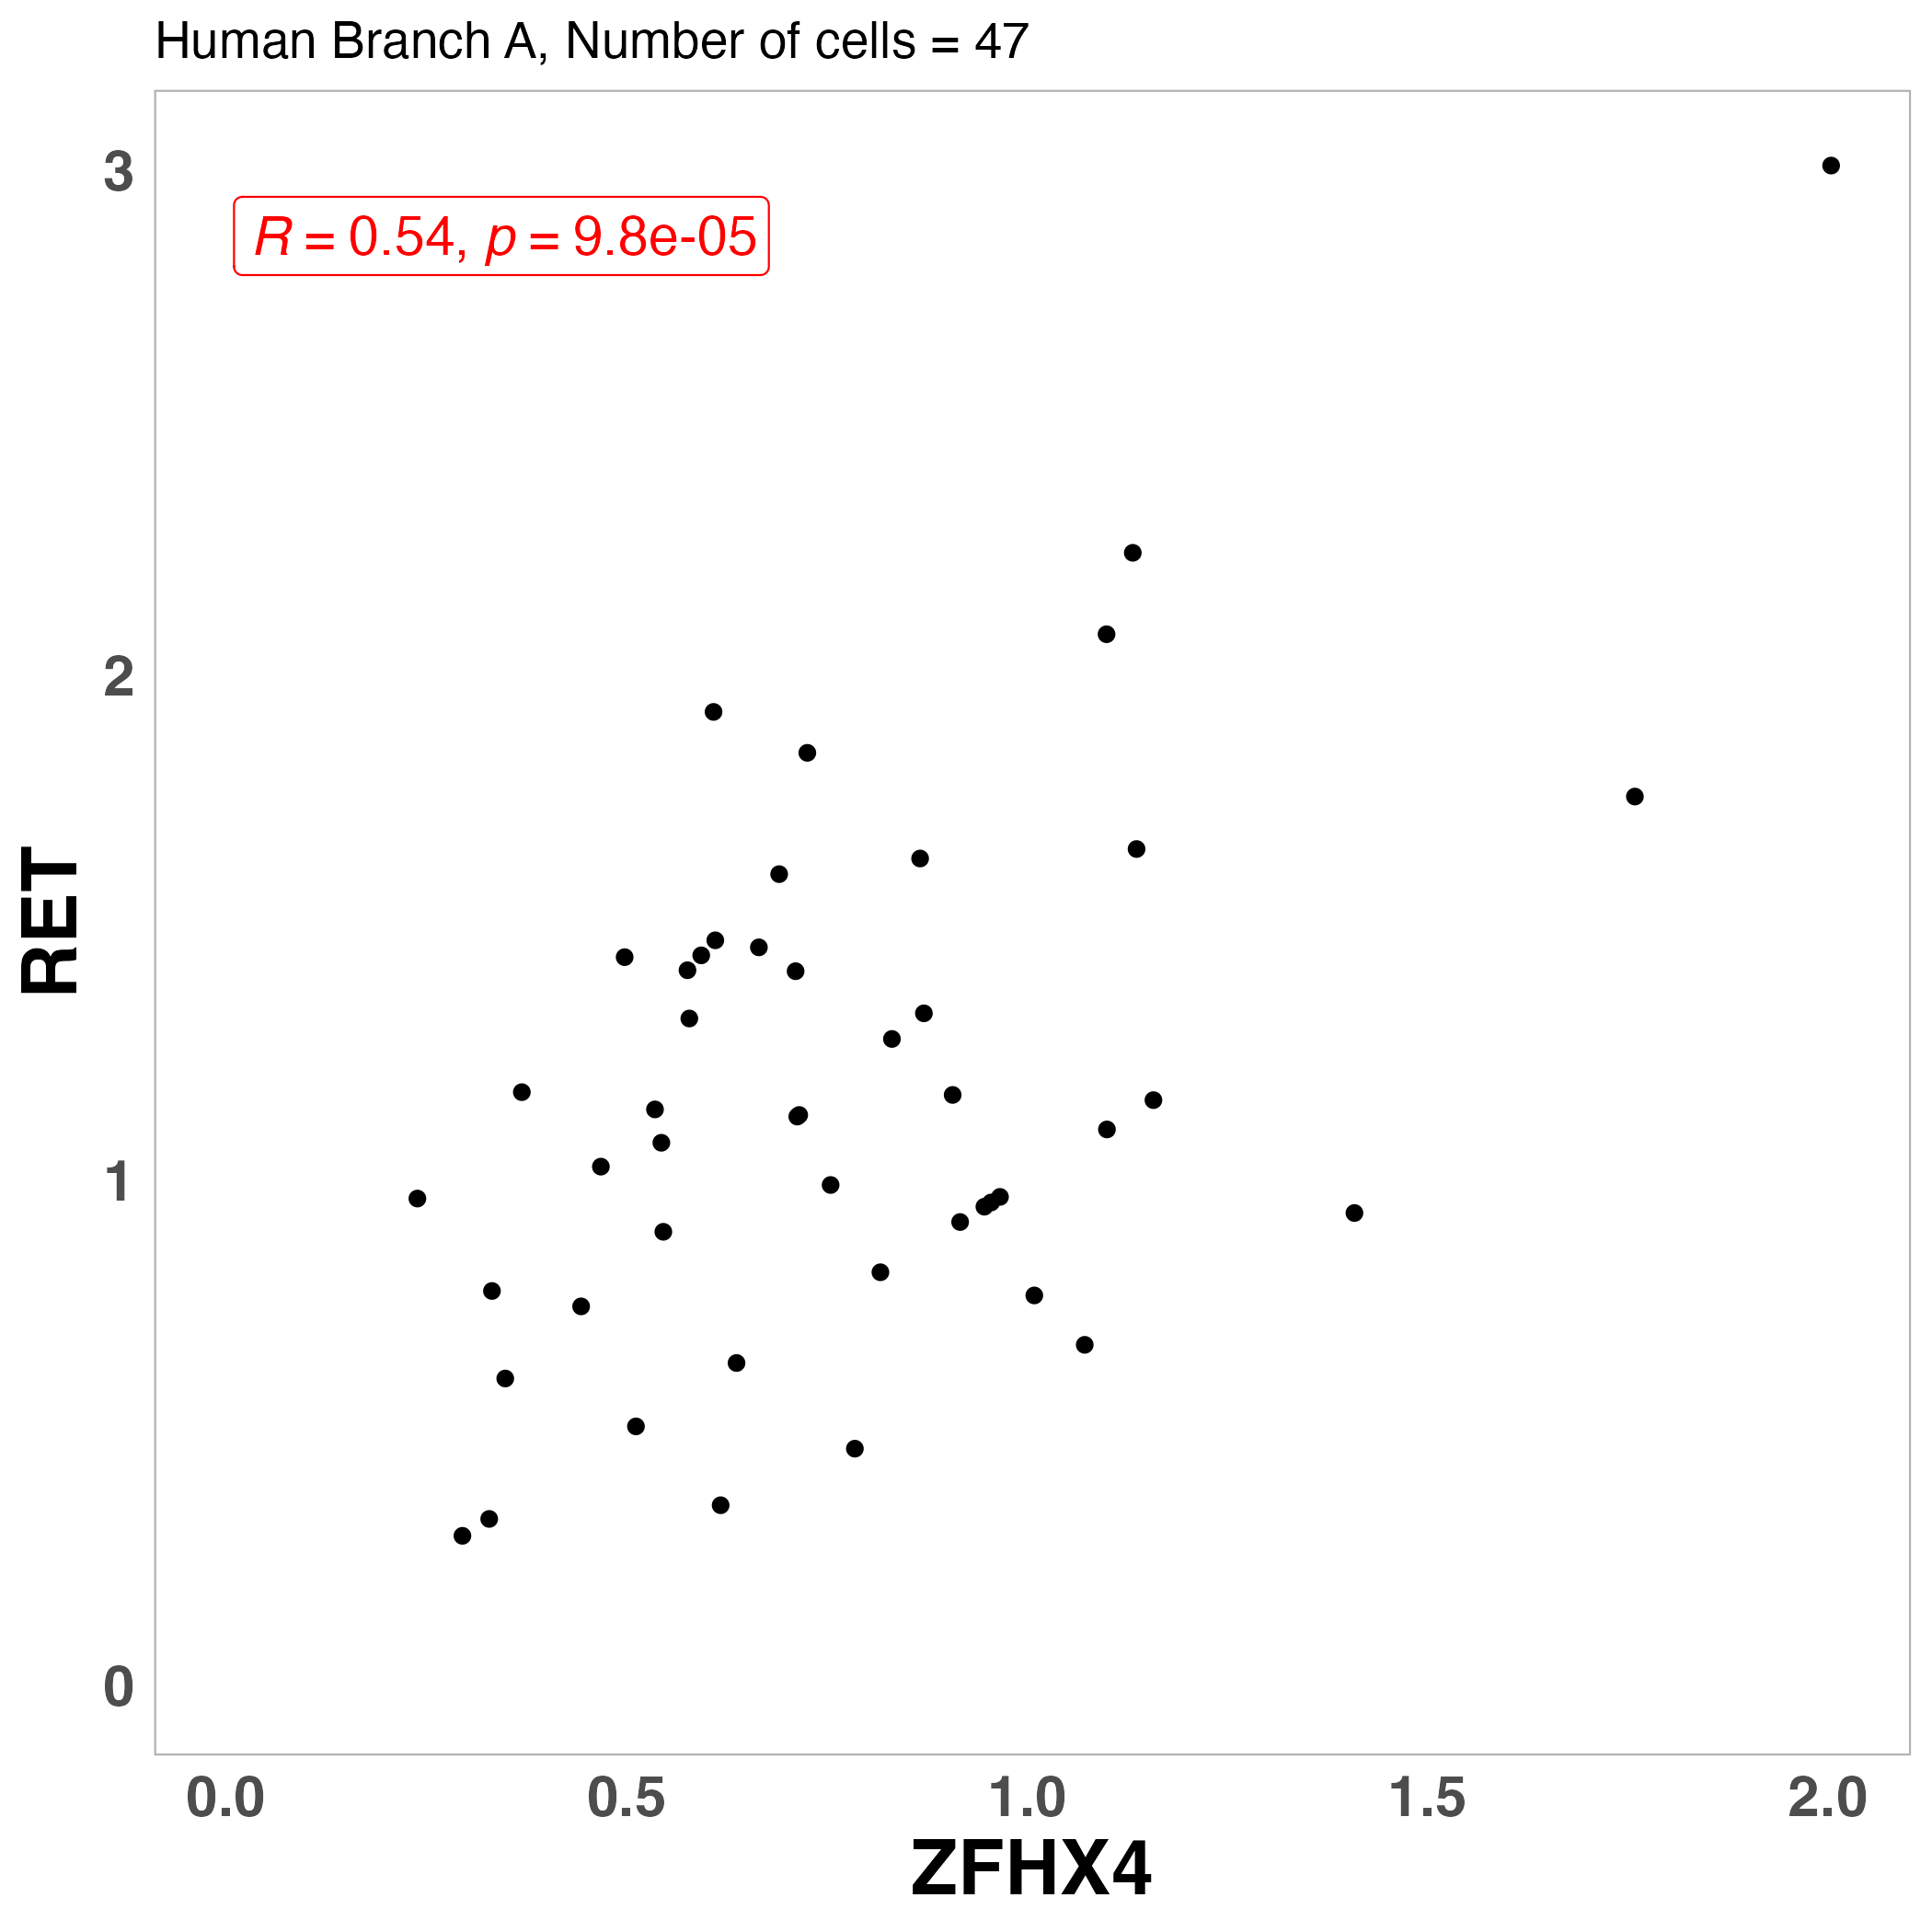 Human Branch A, Number of cells = 47
R = 0.54, p = 9.8e-05
3
2
1
0
RET
0.0 0.5 1.0 1.5 2.0
ZFHX4